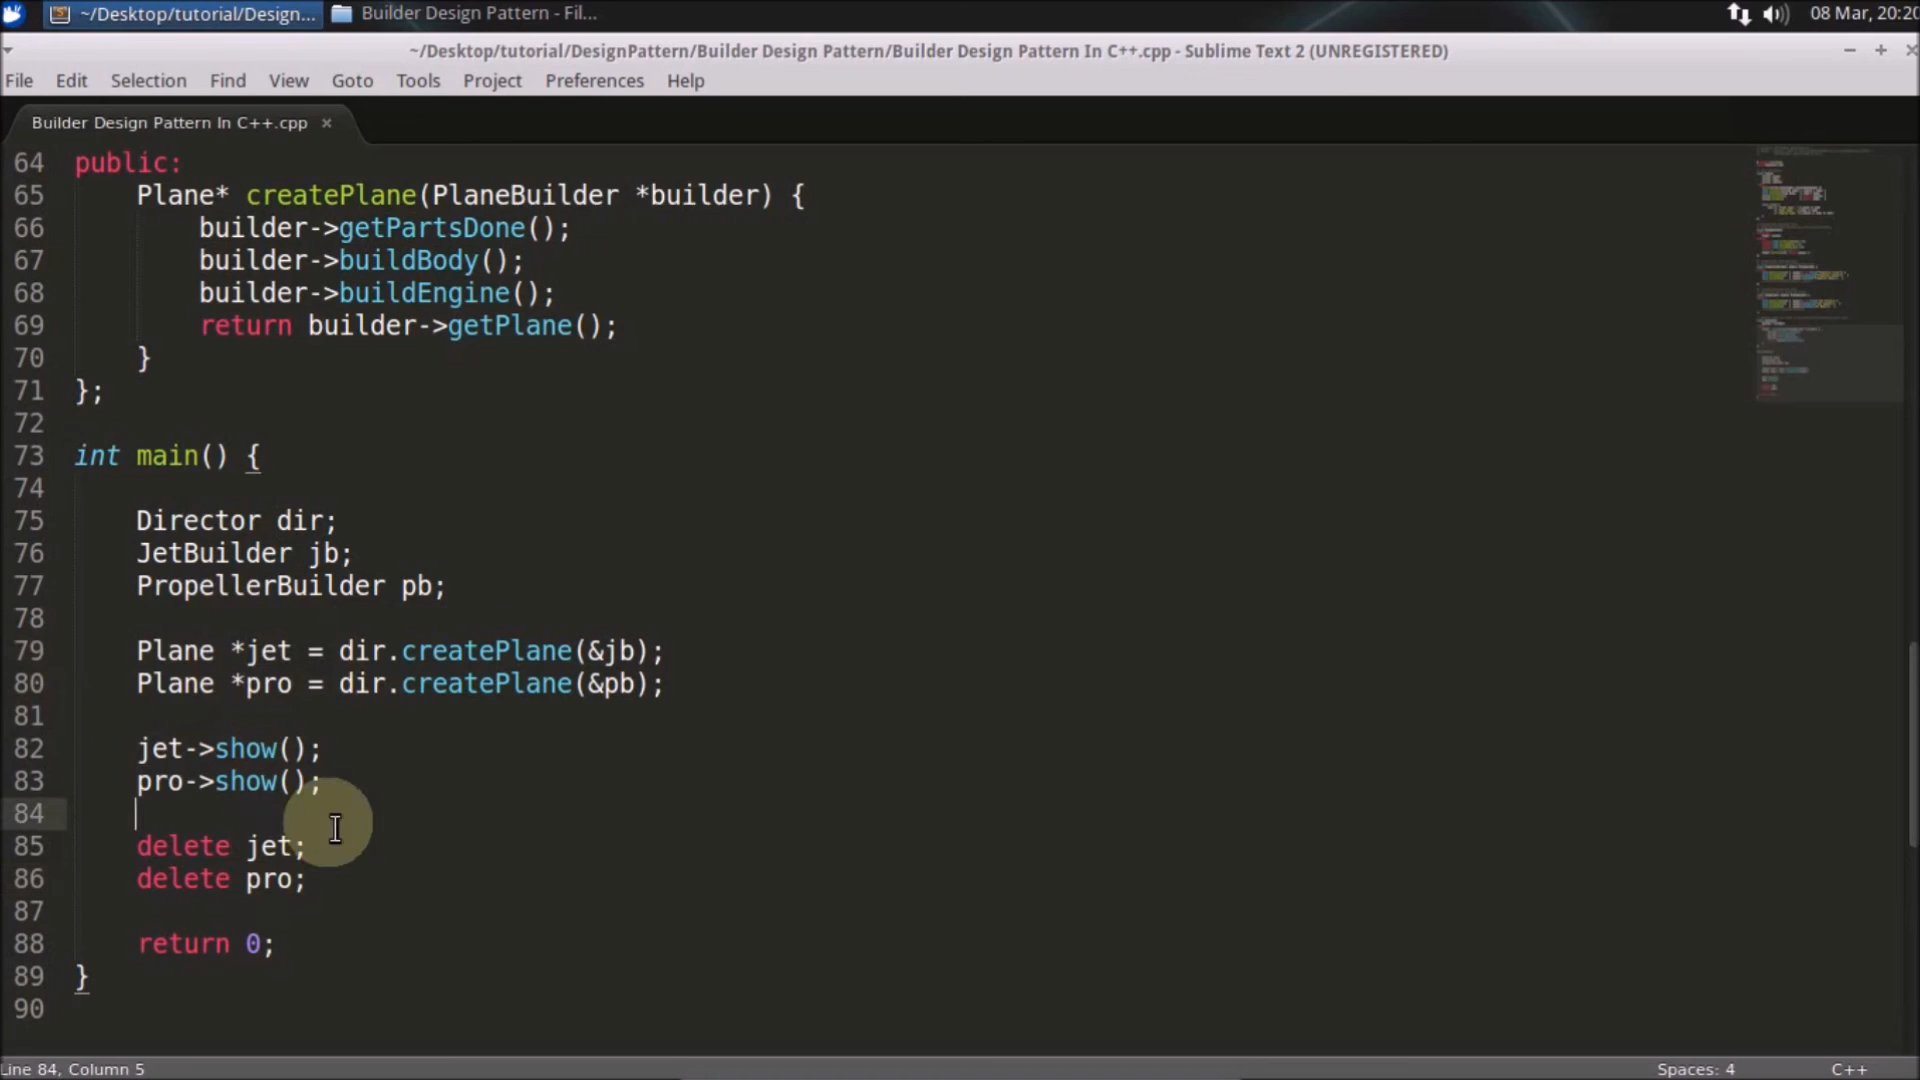 ~/Desktop/tutorial/Design... Builder Design Pattern - Fil... 08 Mar, 20:20
~/Desktop/tutorial/DesignPattern/Builder Design Pattern/Builder Design Pattern In C++.cpp - Sublime Text 2 (UNREGISTERED)
File Edit Selection Find View Goto Tools Project Preferences Help
Builder Design Pattern In C++.cpp
64 public:
65     Plane* createPlane(PlaneBuilder *builder) {
66         builder->getPartsDone();
67         builder->buildBody();
68         builder->buildEngine();
69         return builder->getPlane();
70     }
71 };
72
73 int main() {
74
75     Director dir;
76     JetBuilder jb;
77     PropellerBuilder pb;
78
79     Plane *jet = dir.createPlane(&jb);
80     Plane *pro = dir.createPlane(&pb);
81
82     jet->show();
83     pro->show();
84
85     delete jet;
86     delete pro;
87
88     return 0;
89 }
90
Line 84, Column 5 Spaces: 4 C++